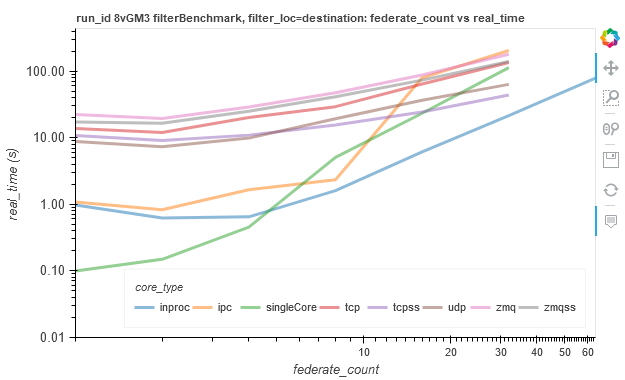 run_id 8vGM3 filterBenchmark, filter_loc=destination: federate_count vs real_time
real_time (s)
100.00
10.00
1.00
0.10
0.01
core_type
inproc ipc singleCore tcp tcpss udp zmq zmqss
10 20 30 40 50 60
federate_count